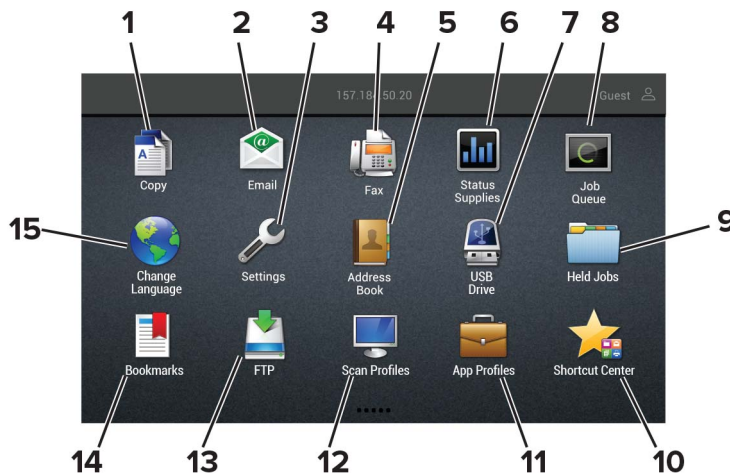 1 2 3 4 5 6 7 8
157.184.50.20 Guest
Copy Email Fax Status Supplies Job Queue
15 9
Change Language Settings Address Book USB Drive Held Jobs
Bookmarks FTP Scan Profiles App Profiles Shortcut Center
14 13 12 11 10